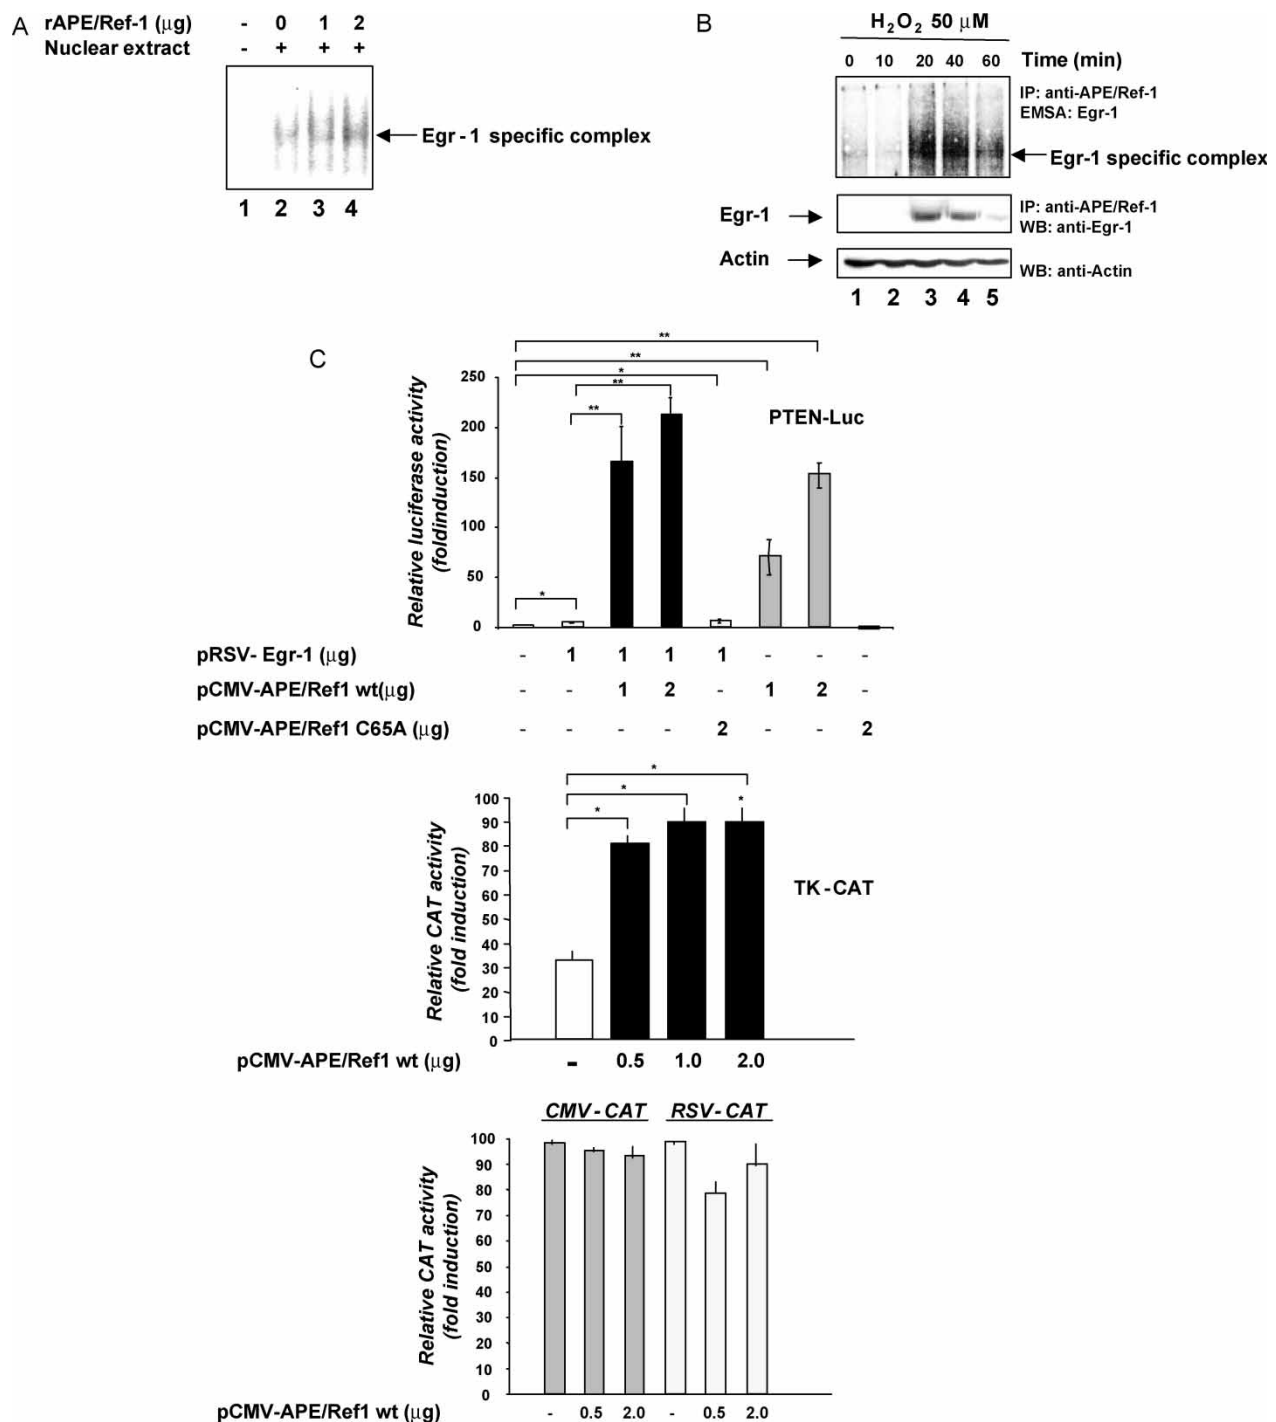 A
rAPE/Ref-1 (μg) - 0 1 2
Nuclear extract - + + +
Egr - 1 specific complex
1 2 3 4
B
H2O2 50 μM
0 10 20 40 60 Time (min)
IP: anti-APE/Ref-1
EMSA: Egr-1
Egr-1 specific complex
Egr-1
IP: anti-APE/Ref-1
WB: anti-Egr-1
Actin
WB: anti-Actin
1 2 3 4 5
C
**
**
*
**
**
*
PTEN-Luc
Relative luciferase activity
(foldinduction)
250
200
150
100
50
0
pRSV- Egr-1 (μg) - 1 1 1 1 - - -
pCMV-APE/Ref1 wt(μg) - - 1 2 - 1 2 -
pCMV-APE/Ref1 C65A (μg) - - - - 2 - - 2
*
*
*
*
TK - CAT
Relative CAT activity
(fold induction)
100
90
80
70
60
50
40
30
20
10
0
pCMV-APE/Ref1 wt (μg) - 0.5 1.0 2.0
CMV - CAT RSV - CAT
Relative CAT activity
(fold induction)
100
90
80
70
60
50
40
30
20
10
0
pCMV-APE/Ref1 wt (μg) - 0.5 2.0 - 0.5 2.0